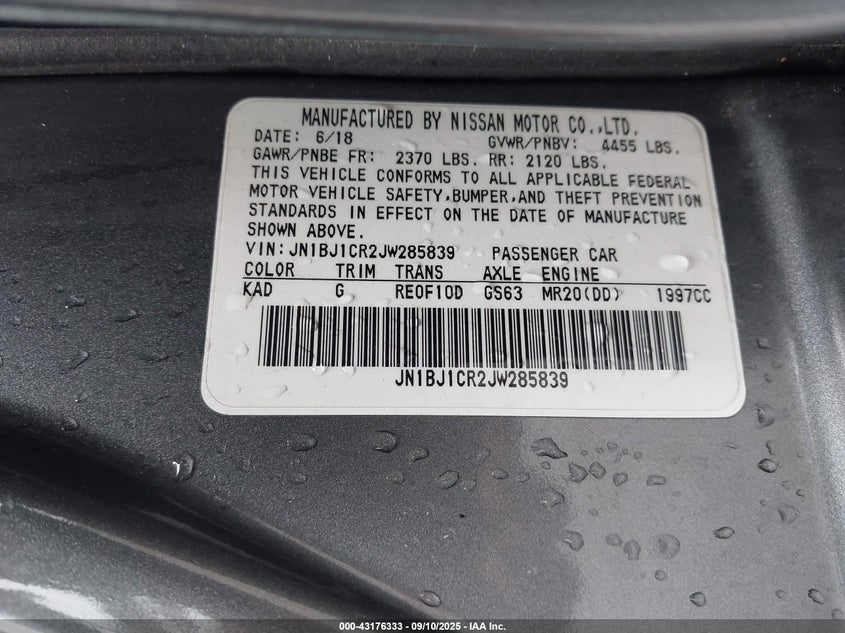 MANUFACTURED BY NISSAN MOTOR CO.,LTD.
DATE: 6/18 GVWR/PNBV: 4455 LBS.
GAWR/PNBE FR: 2370 LBS. RR: 2120 LBS.
THIS VEHICLE CONFORMS TO ALL APPLICABLE FEDERAL
MOTOR VEHICLE SAFETY,BUMPER,AND THEFT PREVENTION
STANDARDS IN EFFECT ON THE DATE OF MANUFACTURE
SHOWN ABOVE.
VIN:JN1BJ1CR2JW285839 PASSENGER CAR
COLOR TRIM TRANS AXLE ENGINE
KAD G RE0F10D GS63 MR20(DD) 1997CC
JN1BJ1CR2JW285839
000-43176333 - 09/10/2025 - IAA Inc.